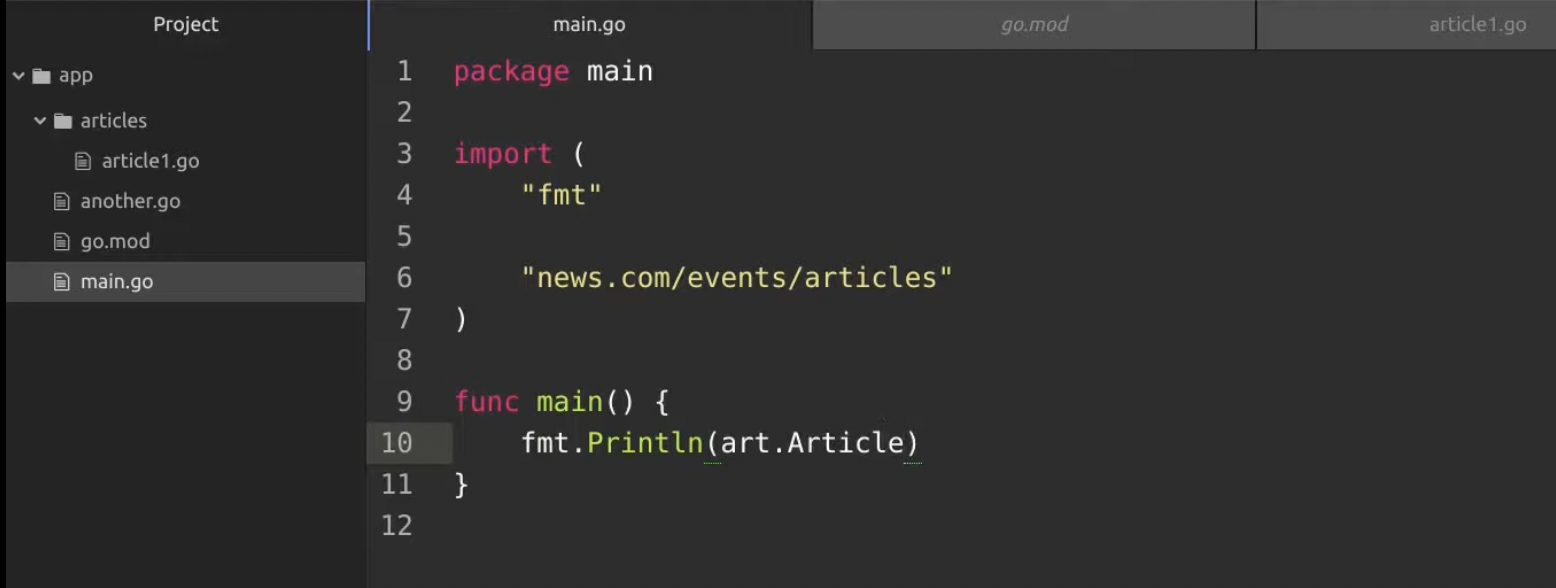 Project
main.go
go.mod
article1.go
app
articles
article1.go
another.go
go.mod
main.go
1 package main
2
3 import (
4 "fmt"
5
6 "news.com/events/articles"
7 )
8
9 func main() {
10 fmt.Println(art.Article)
11 }
12